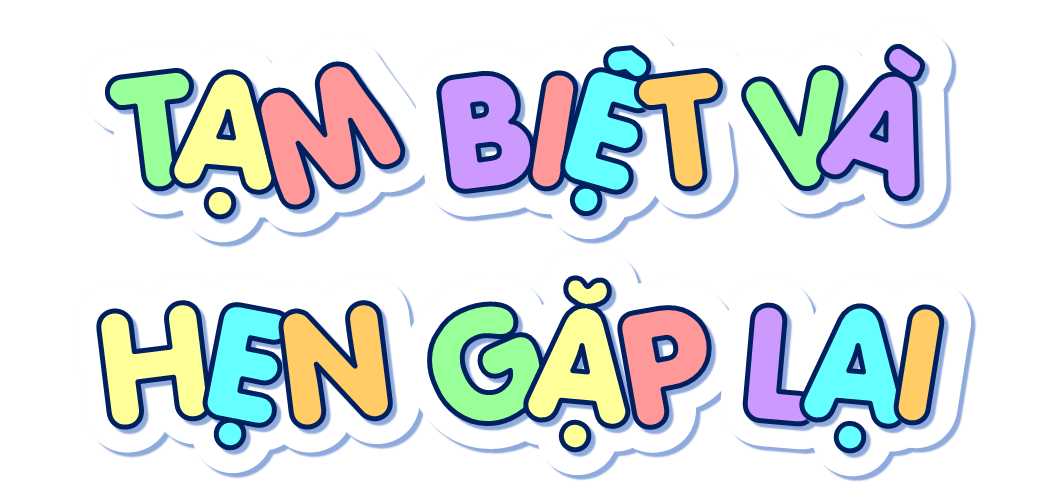 TẠM BIỆT VÀ
HẸN GẶP LẠI